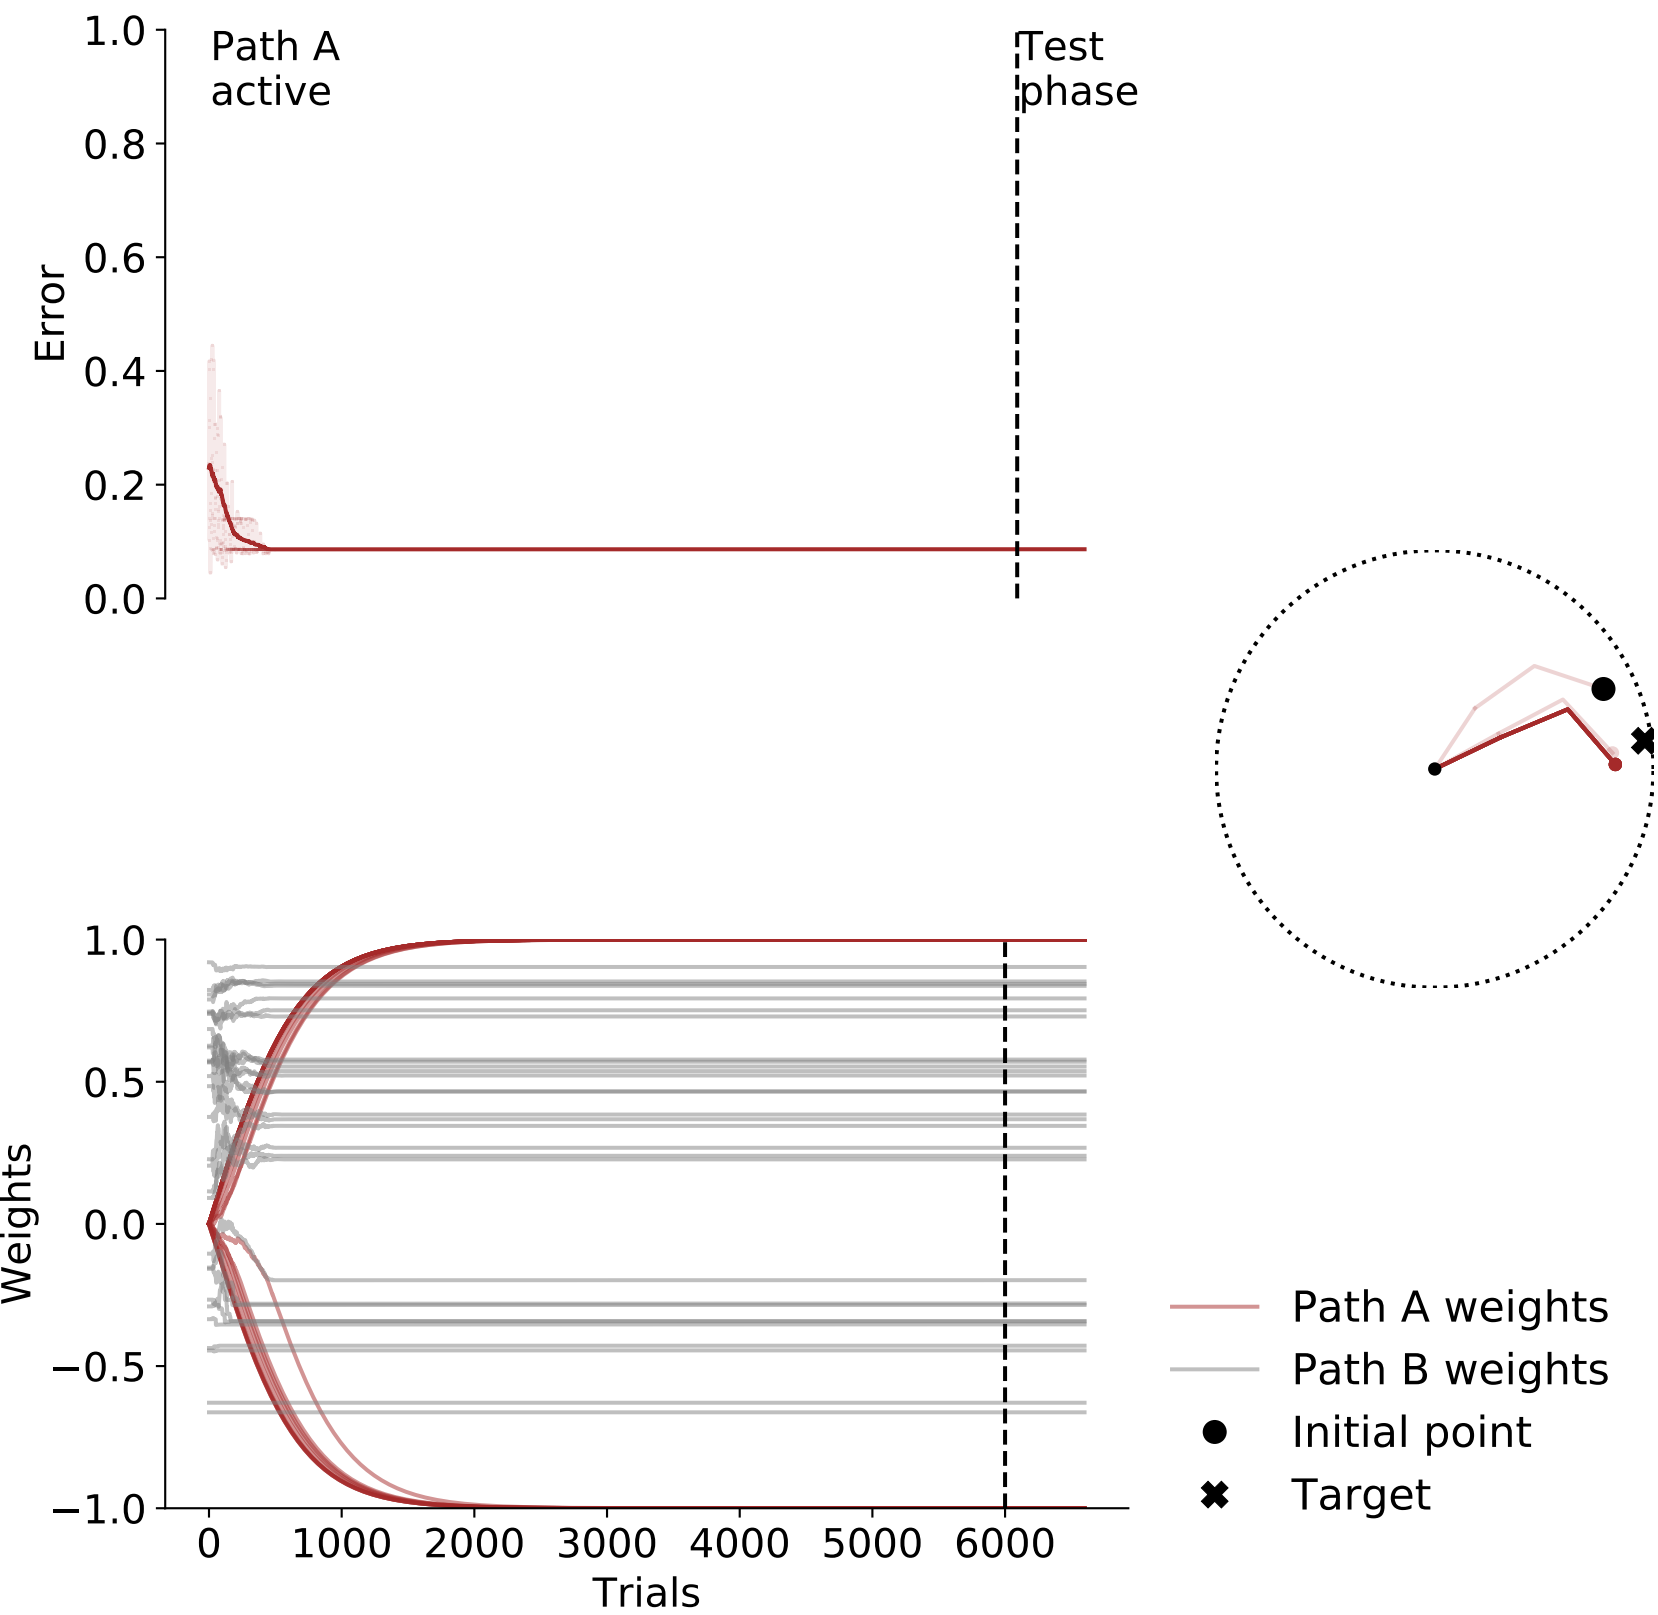 Path A
active
Test
phase
1.0
0.8
0.6
0.4
0.2
0.0
Error
1.0
0.5
0.0
−0.5
−1.0
Weights
0 1000 2000 3000 4000 5000 6000
Trials
Path A weights
Path B weights
Initial point
Target